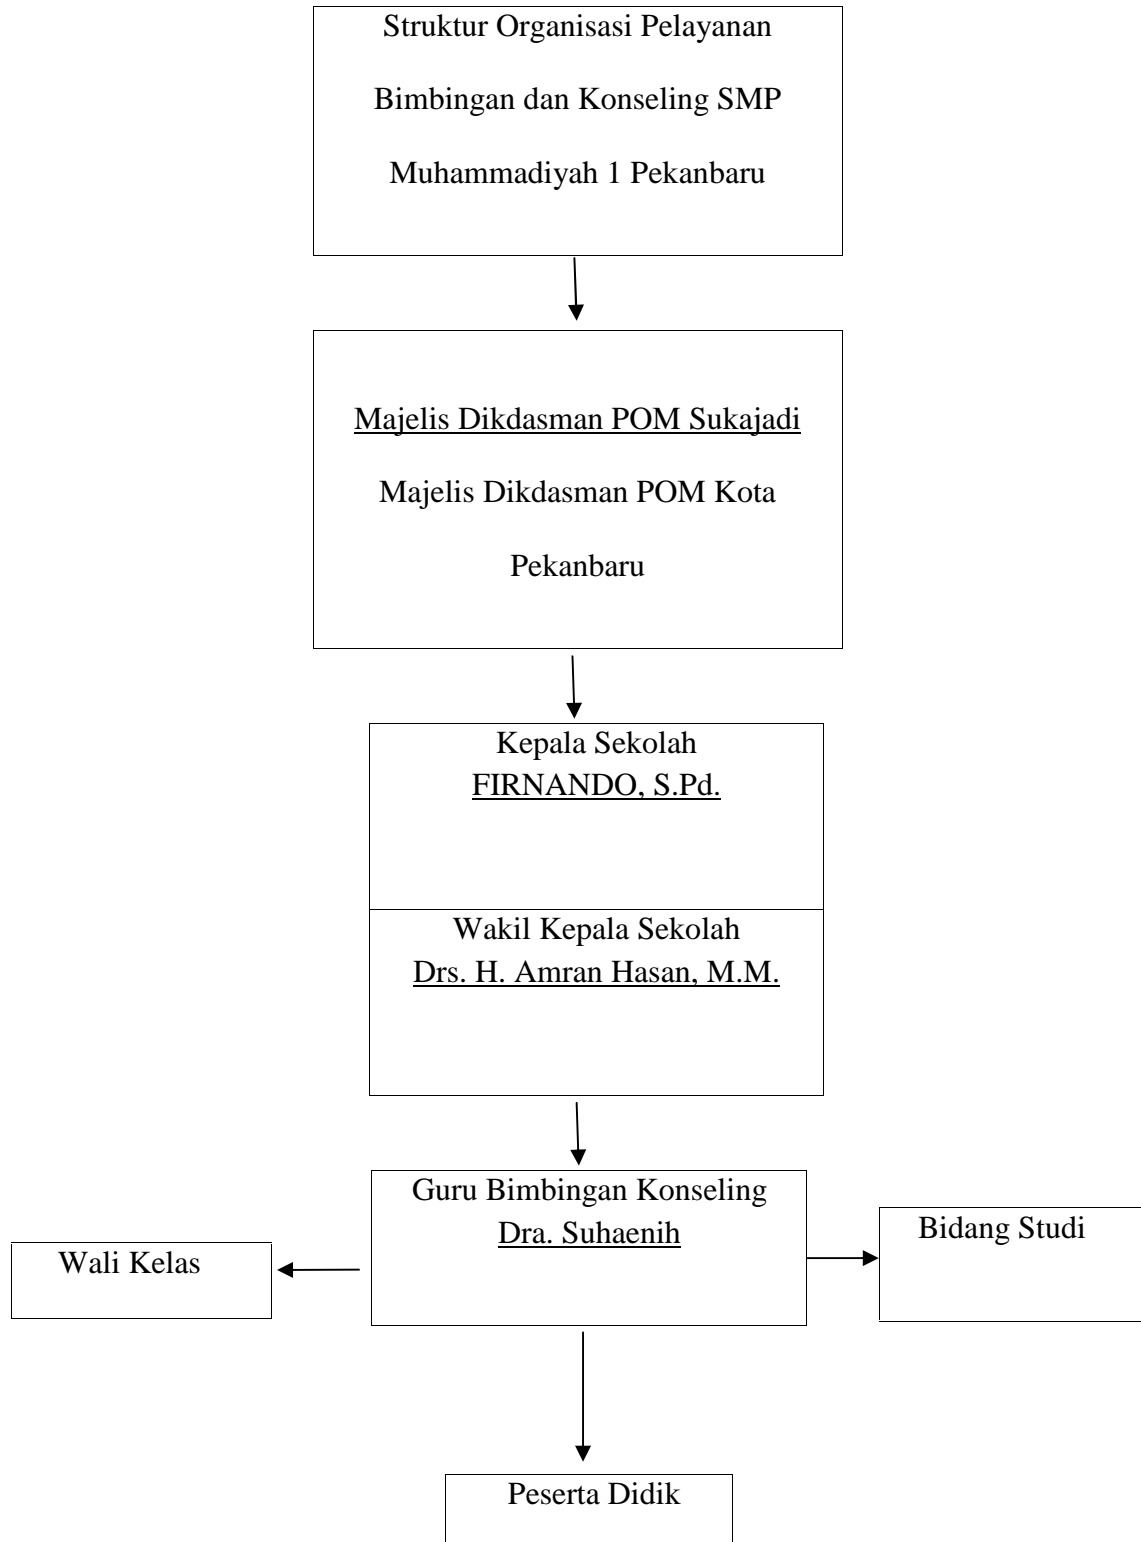 Struktur Organisasi Pelayanan
Bimbingan dan Konseling SMP
Muhammadiyah 1 Pekanbaru
Majelis Dikdasman POM Sukajadi
Majelis Dikdasman POM Kota
Pekanbaru
Kepala Sekolah
FIRNANDO, S.Pd.
Wakil Kepala Sekolah
Drs. H. Amran Hasan, M.M.
Guru Bimbingan Konseling
Dra. Suhaenih
Bidang Studi
Wali Kelas
Peserta Didik